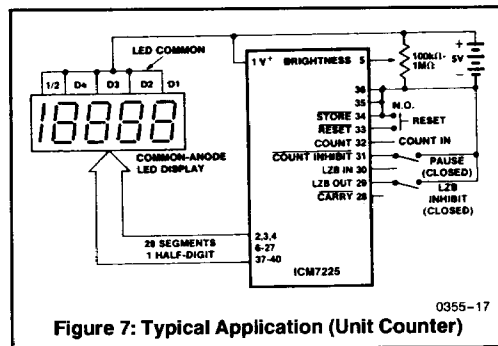 LED COMMON
1/2 D4 D3 D2 D1
18888
COMMON-ANODE
LED DISPLAY
29 SEGMENTS
1 HALF-DIGIT
1 V+
BRIGHTNESS 5
36
35
STORE 34
RESET 33
COUNT 32
COUNT INHIBIT 31
LZB IN 30
LZB OUT 29
CARRY 28
2,3,4
6-27
37-40
ICM7225
100kΩ-
1MΩ
+
5V
−
N.O.
RESET
COUNT IN
PAUSE
(CLOSED)
LZB
INHIBIT
(CLOSED)
0355-17
Figure 7: Typical Application (Unit Counter)